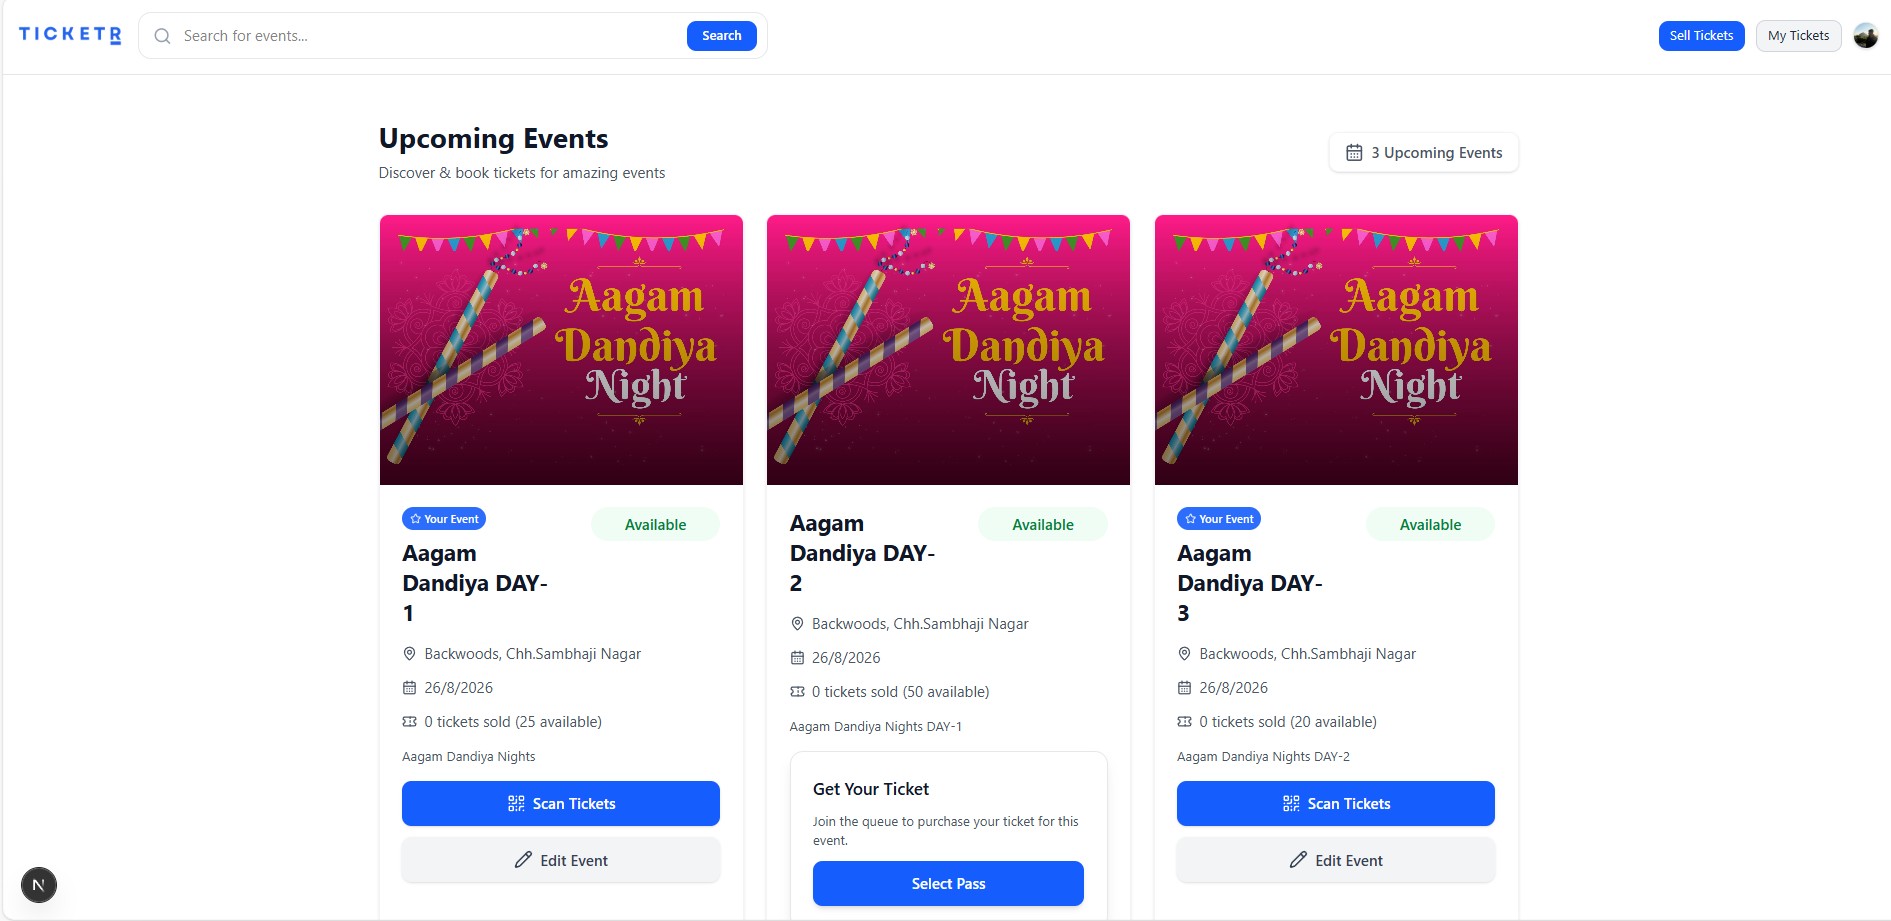 TICKETR
Search for events...
Search
Sell Tickets
My Tickets
Upcoming Events
Discover & book tickets for amazing events
3 Upcoming Events
Aagam
Dandiya
Night
Your Event
Available
Aagam
Dandiya DAY-
1
Backwoods, Chh.Sambhaji Nagar
26/8/2026
0 tickets sold (25 available)
Aagam Dandiya Nights
Scan Tickets
Edit Event
Aagam
Dandiya
Night
Available
Aagam
Dandiya DAY-
2
Backwoods, Chh.Sambhaji Nagar
26/8/2026
0 tickets sold (50 available)
Aagam Dandiya Nights DAY-1
Get Your Ticket
Join the queue to purchase your ticket for this
event.
Select Pass
Aagam
Dandiya
Night
Your Event
Available
Aagam
Dandiya DAY-
3
Backwoods, Chh.Sambhaji Nagar
26/8/2026
0 tickets sold (20 available)
Aagam Dandiya Nights DAY-2
Scan Tickets
Edit Event
N